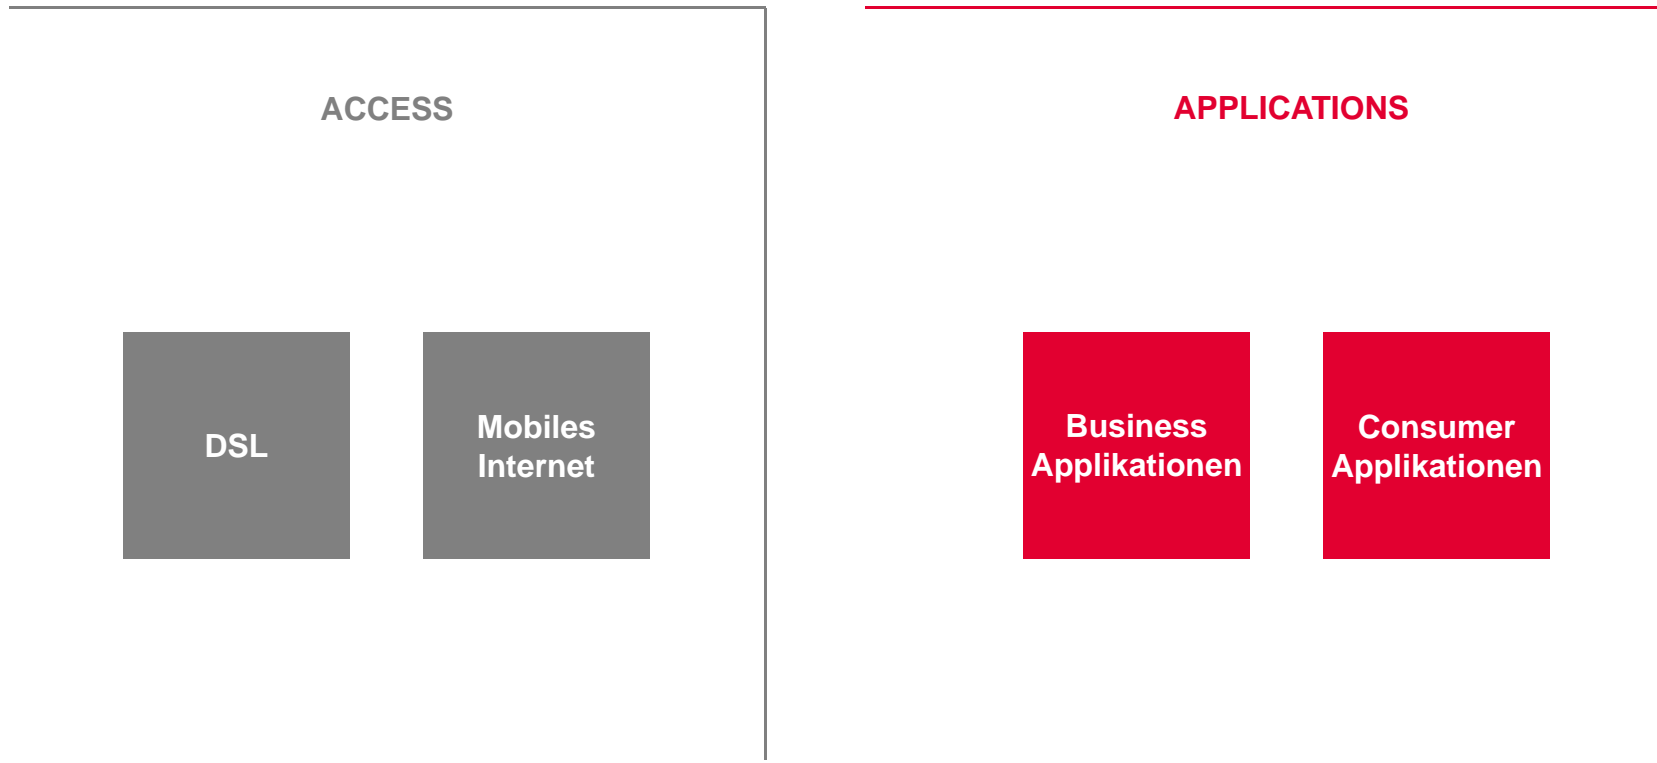 ACCESS
APPLICATIONS
DSL
Mobiles
Internet
Business
Applikationen
Consumer
Applikationen